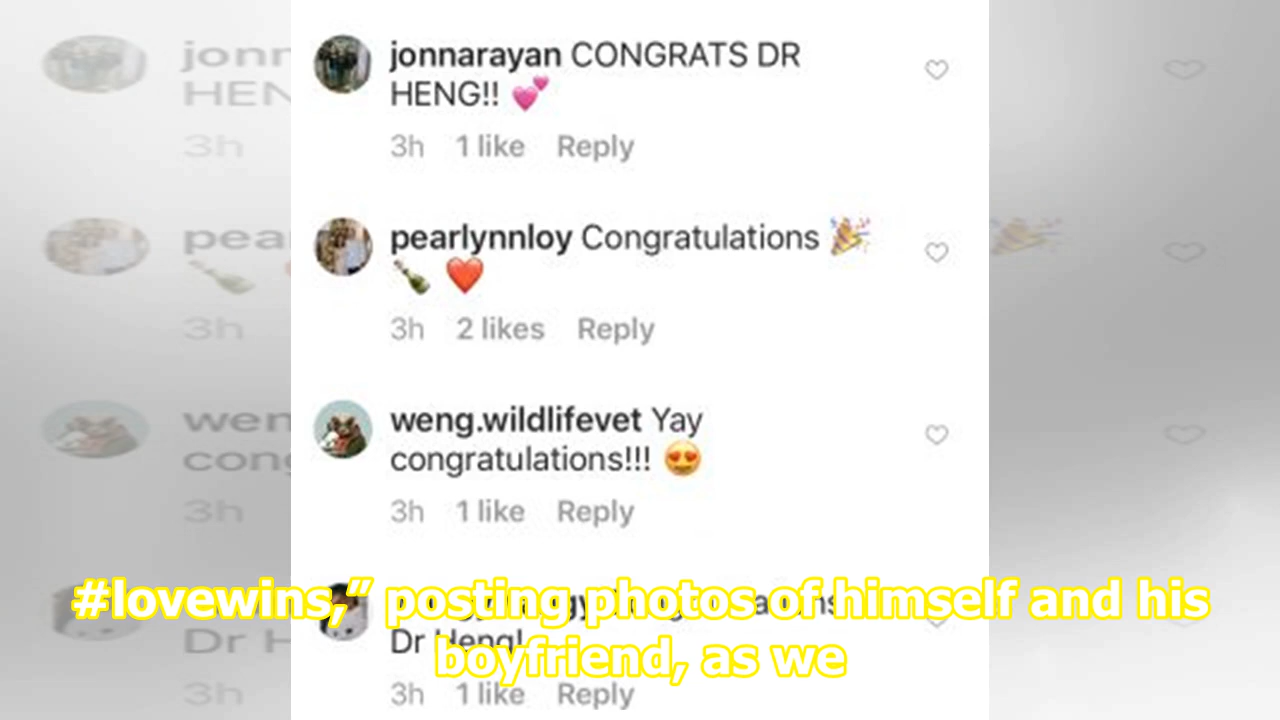 jonnarayan CONGRATS DR
HENG!! 💕
3h 1 like Reply
pearlynnloy Congratulations 🎉
🍾 ❤️
3h 2 likes Reply
weng.wildlifevet Yay
congratulations!!! 😍
3h 1 like Reply
#lovewins,” posting photos of himself and his
Dr Heng!
boyfriend, as we
3h 1 like Reply